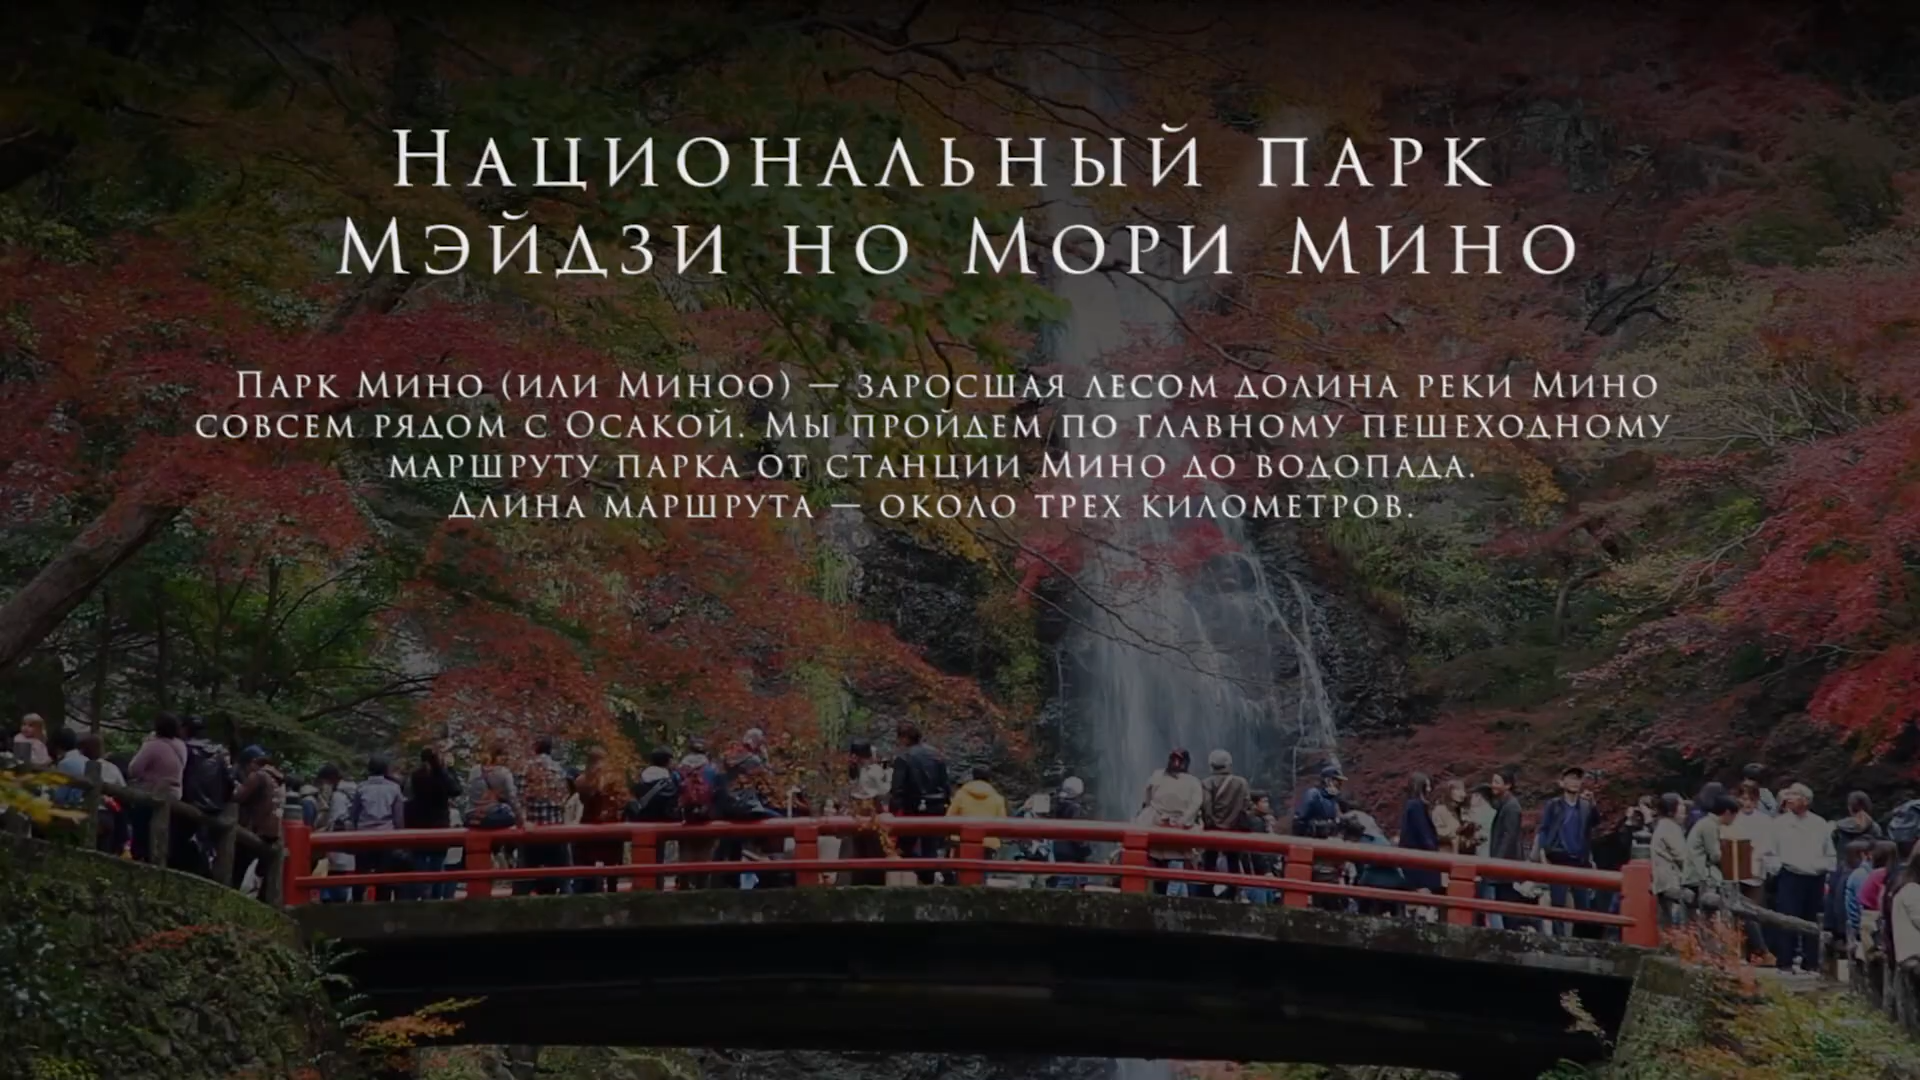 Национальный парк
Мэйдзи но Мори Мино
Парк Мино (или Миноо) — заросшая лесом долина реки Мино
совсем рядом с Осакой. Мы пройдем по главному пешеходному
маршруту парка от станции Мино до водопада.
Длина маршрута — около трех километров.